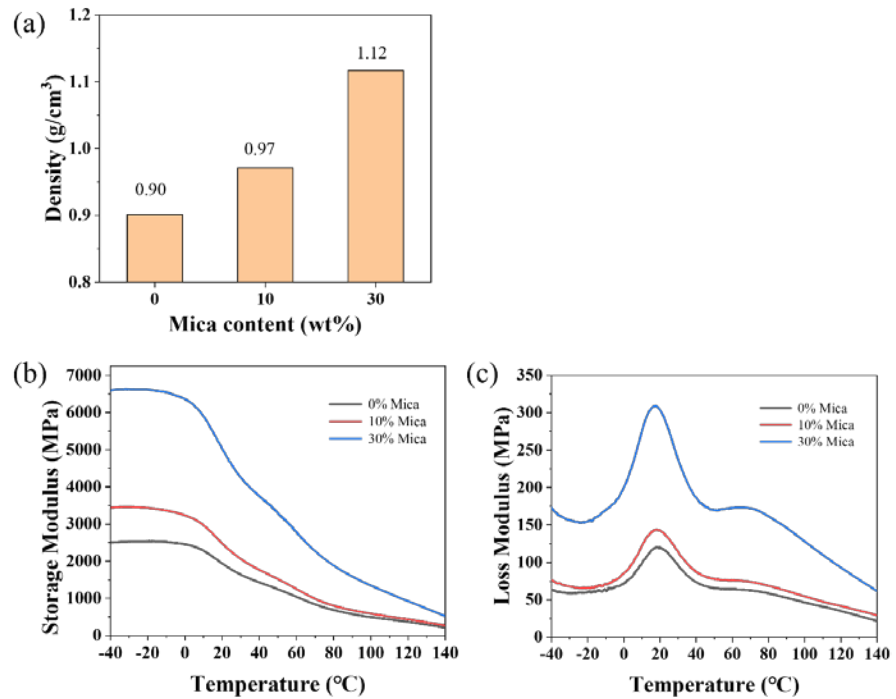 (a)
1.2
1.1
1.0
0.9
0.8
Density (g/cm³)
0.90
0.97
1.12
0
10
30
Mica content (wt%)
(b)
7000
6000
5000
4000
3000
2000
1000
0
Storage Modulus (MPa)
0% Mica
10% Mica
30% Mica
-40 -20 0 20 40 60 80 100 120 140
Temperature (°C)
(c)
350
300
250
200
150
100
50
0
Loss Modulus (MPa)
0% Mica
10% Mica
30% Mica
-40 -20 0 20 40 60 80 100 120 140
Temperature (°C)